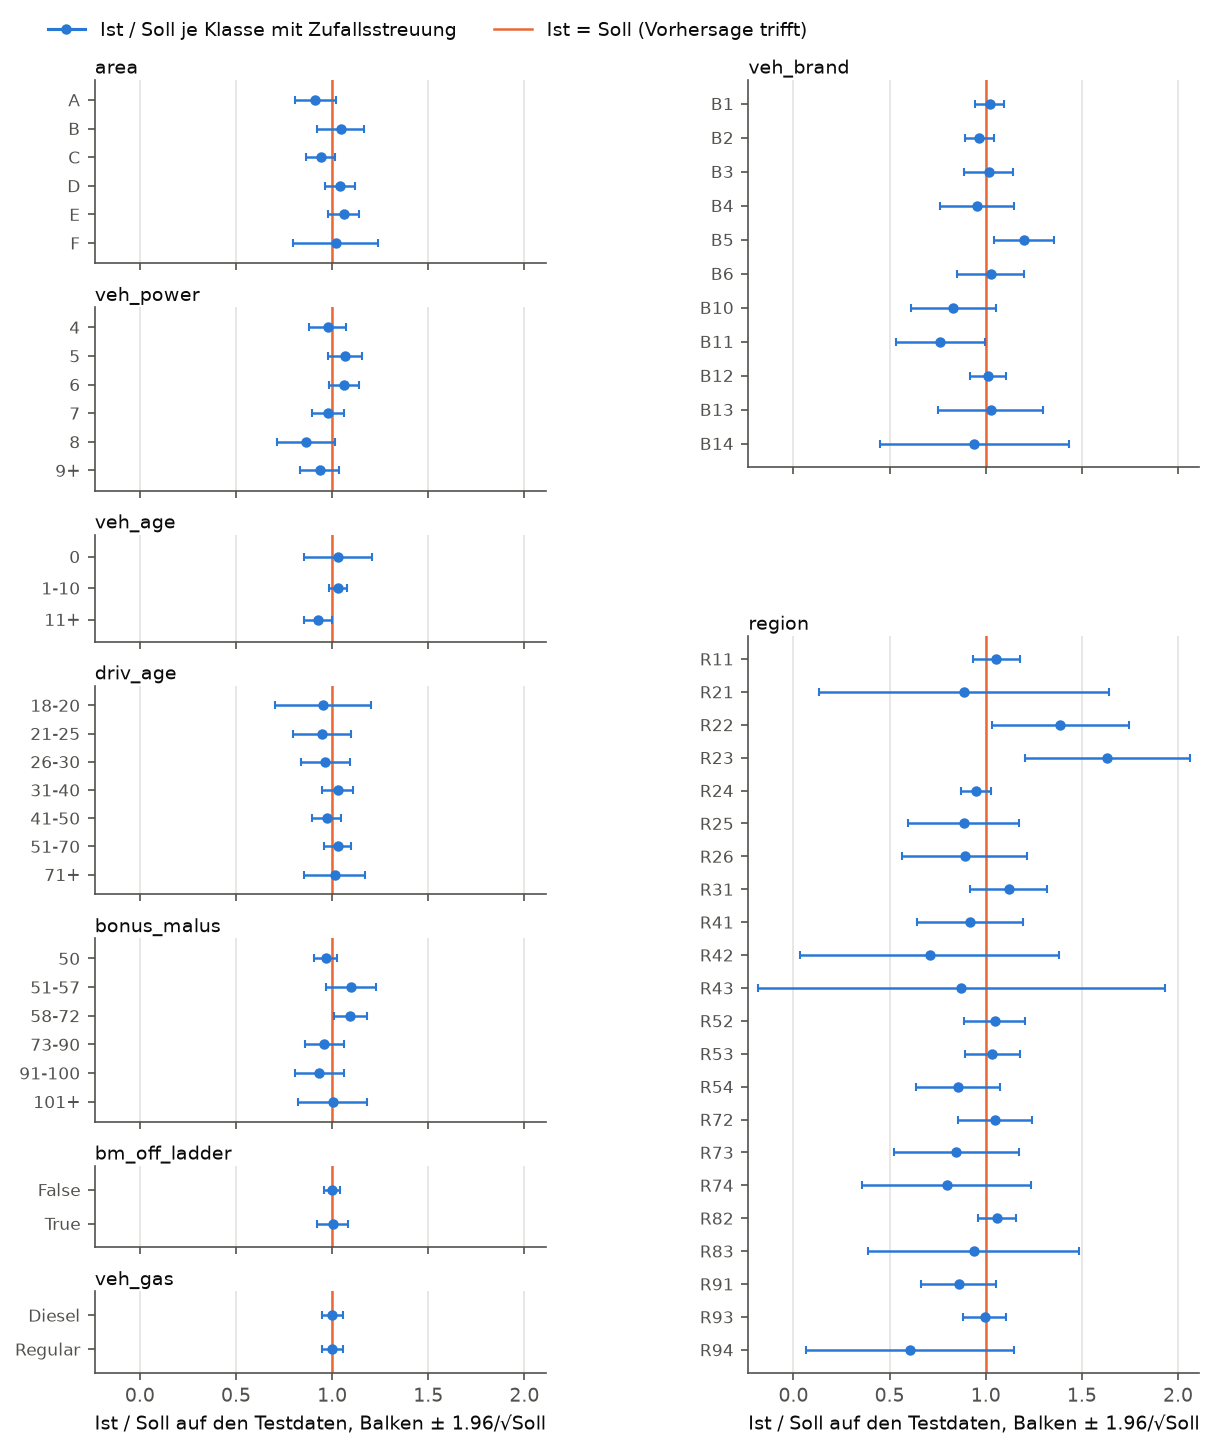 Ist / Soll je Klasse mit Zufallsstreuung
Ist = Soll (Vorhersage trifft)
area
A
B
C
D
E
F
veh_power
4
5
6
7
8
9+
veh_age
0
1-10
11+
driv_age
18-20
21-25
26-30
31-40
41-50
51-70
71+
bonus_malus
50
51-57
58-72
73-90
91-100
101+
bm_off_ladder
False
True
veh_gas
Diesel
Regular
0.0 0.5 1.0 1.5 2.0
Ist / Soll auf den Testdaten, Balken ± 1.96/√Soll
veh_brand
B1
B2
B3
B4
B5
B6
B10
B11
B12
B13
B14
region
R11
R21
R22
R23
R24
R25
R26
R31
R41
R42
R43
R52
R53
R54
R72
R73
R74
R82
R83
R91
R93
R94
0.0 0.5 1.0 1.5 2.0
Ist / Soll auf den Testdaten, Balken ± 1.96/√Soll